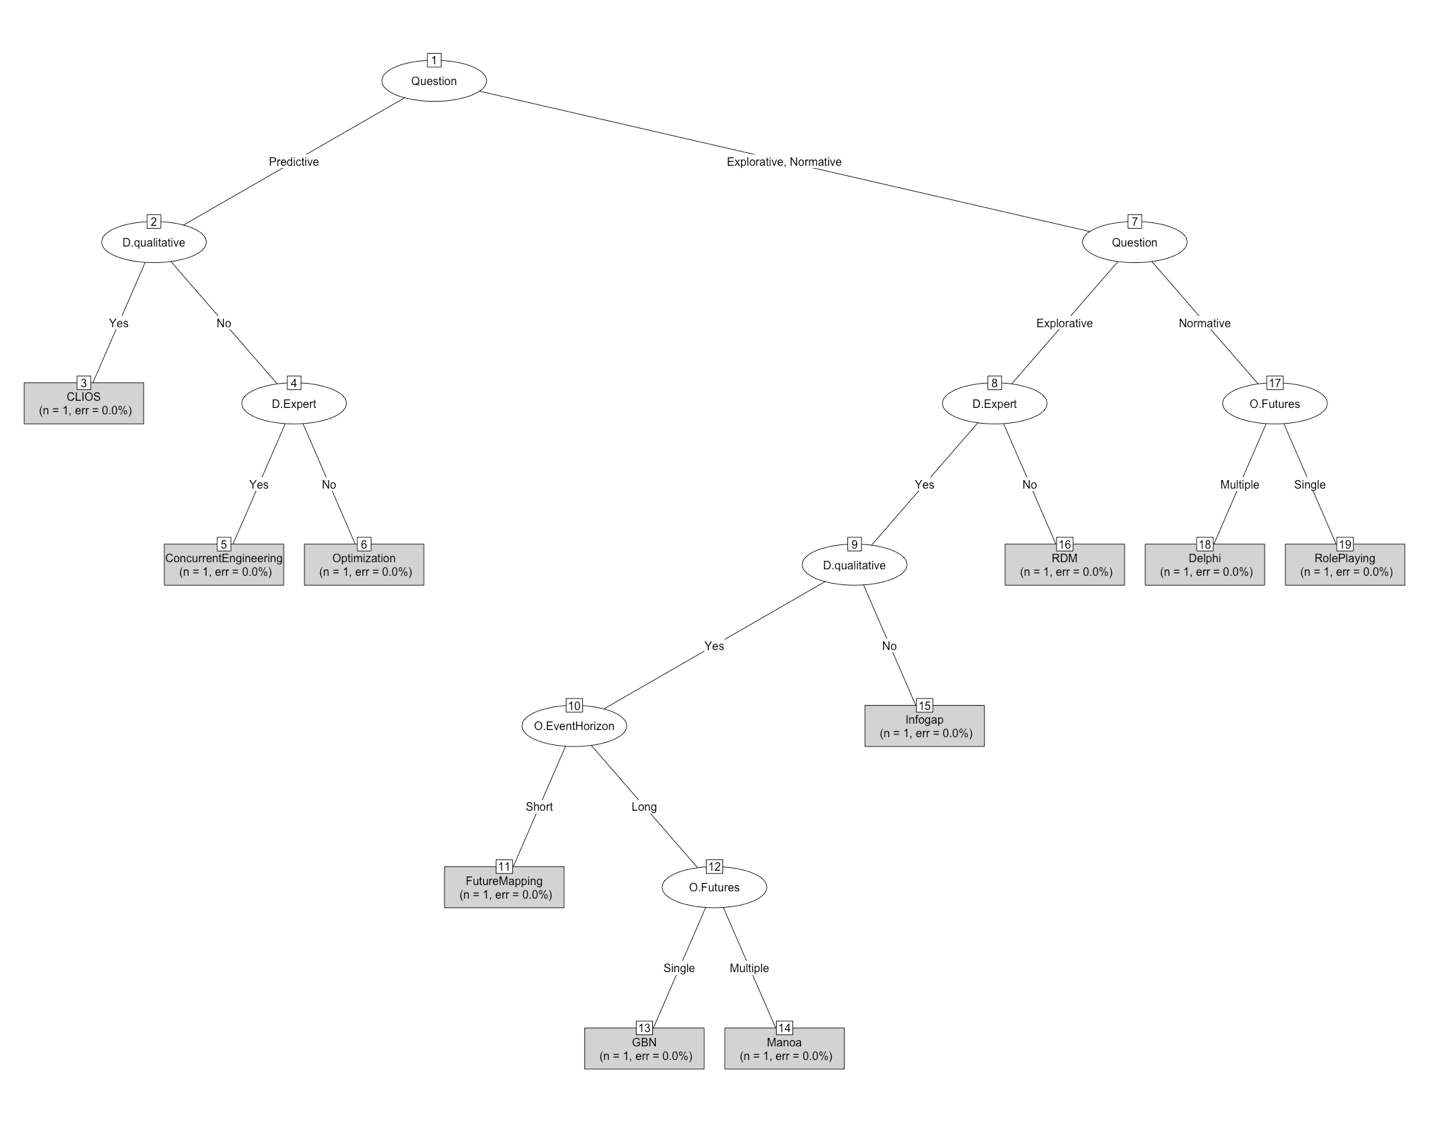 1
Question
Predictive
Explorative, Normative
2
D.qualitative
7
Question
Yes
No
Explorative
Normative
3
CLIOS
(n = 1, err = 0.0%)
4
D.Expert
8
D.Expert
17
O.Futures
Yes
No
Yes
No
Multiple
Single
5
ConcurrentEngineering
(n = 1, err = 0.0%)
6
Optimization
(n = 1, err = 0.0%)
9
D.qualitative
16
RDM
(n = 1, err = 0.0%)
18
Delphi
(n = 1, err = 0.0%)
19
RolePlaying
(n = 1, err = 0.0%)
Yes
No
10
O.EventHorizon
15
Infogap
(n = 1, err = 0.0%)
Short
Long
11
FutureMapping
(n = 1, err = 0.0%)
12
O.Futures
Single
Multiple
13
GBN
(n = 1, err = 0.0%)
14
Manoa
(n = 1, err = 0.0%)